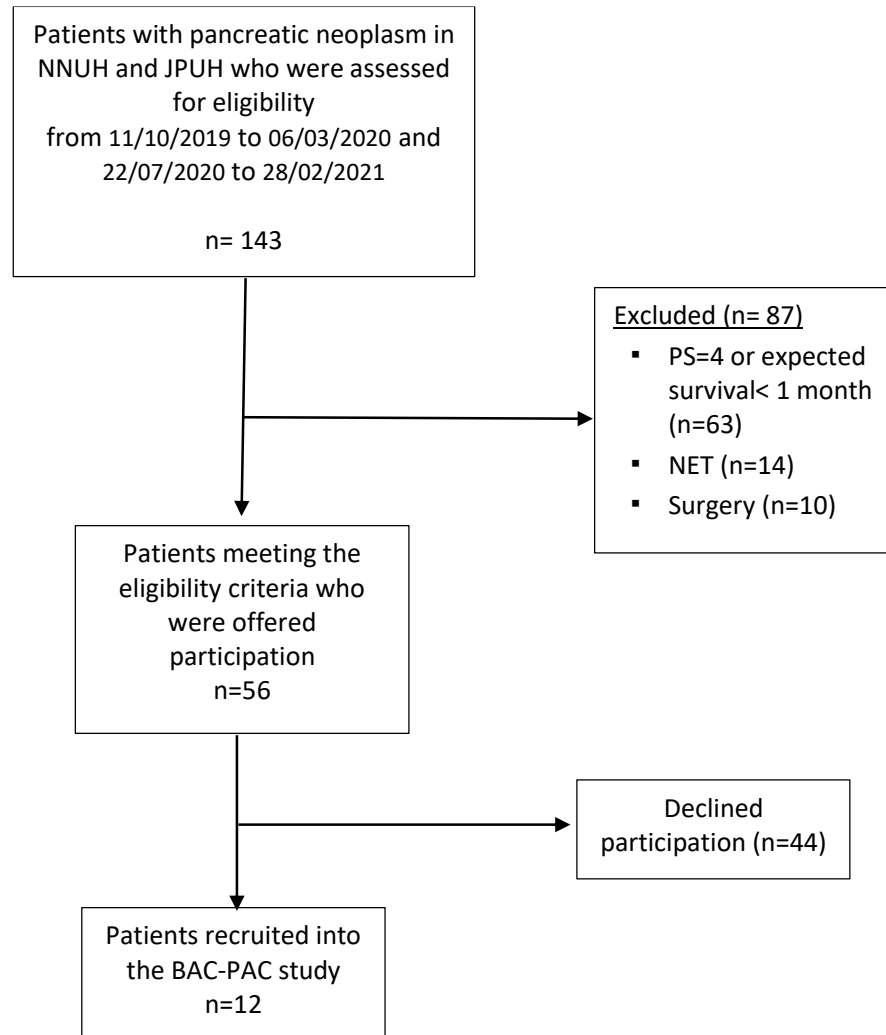 Patients with pancreatic neoplasm in
NNUH and JPUH who were assessed
for eligibility
from 11/10/2019 to 06/03/2020 and
22/07/2020 to 28/02/2021
n= 143
Excluded (n= 87)
▪ PS=4 or expected
survival< 1 month
(n=63)
▪ NET (n=14)
▪ Surgery (n=10)
Patients meeting the
eligibility criteria who
were offered
participation
n=56
Declined
participation (n=44)
Patients recruited into
the BAC-PAC study
n=12